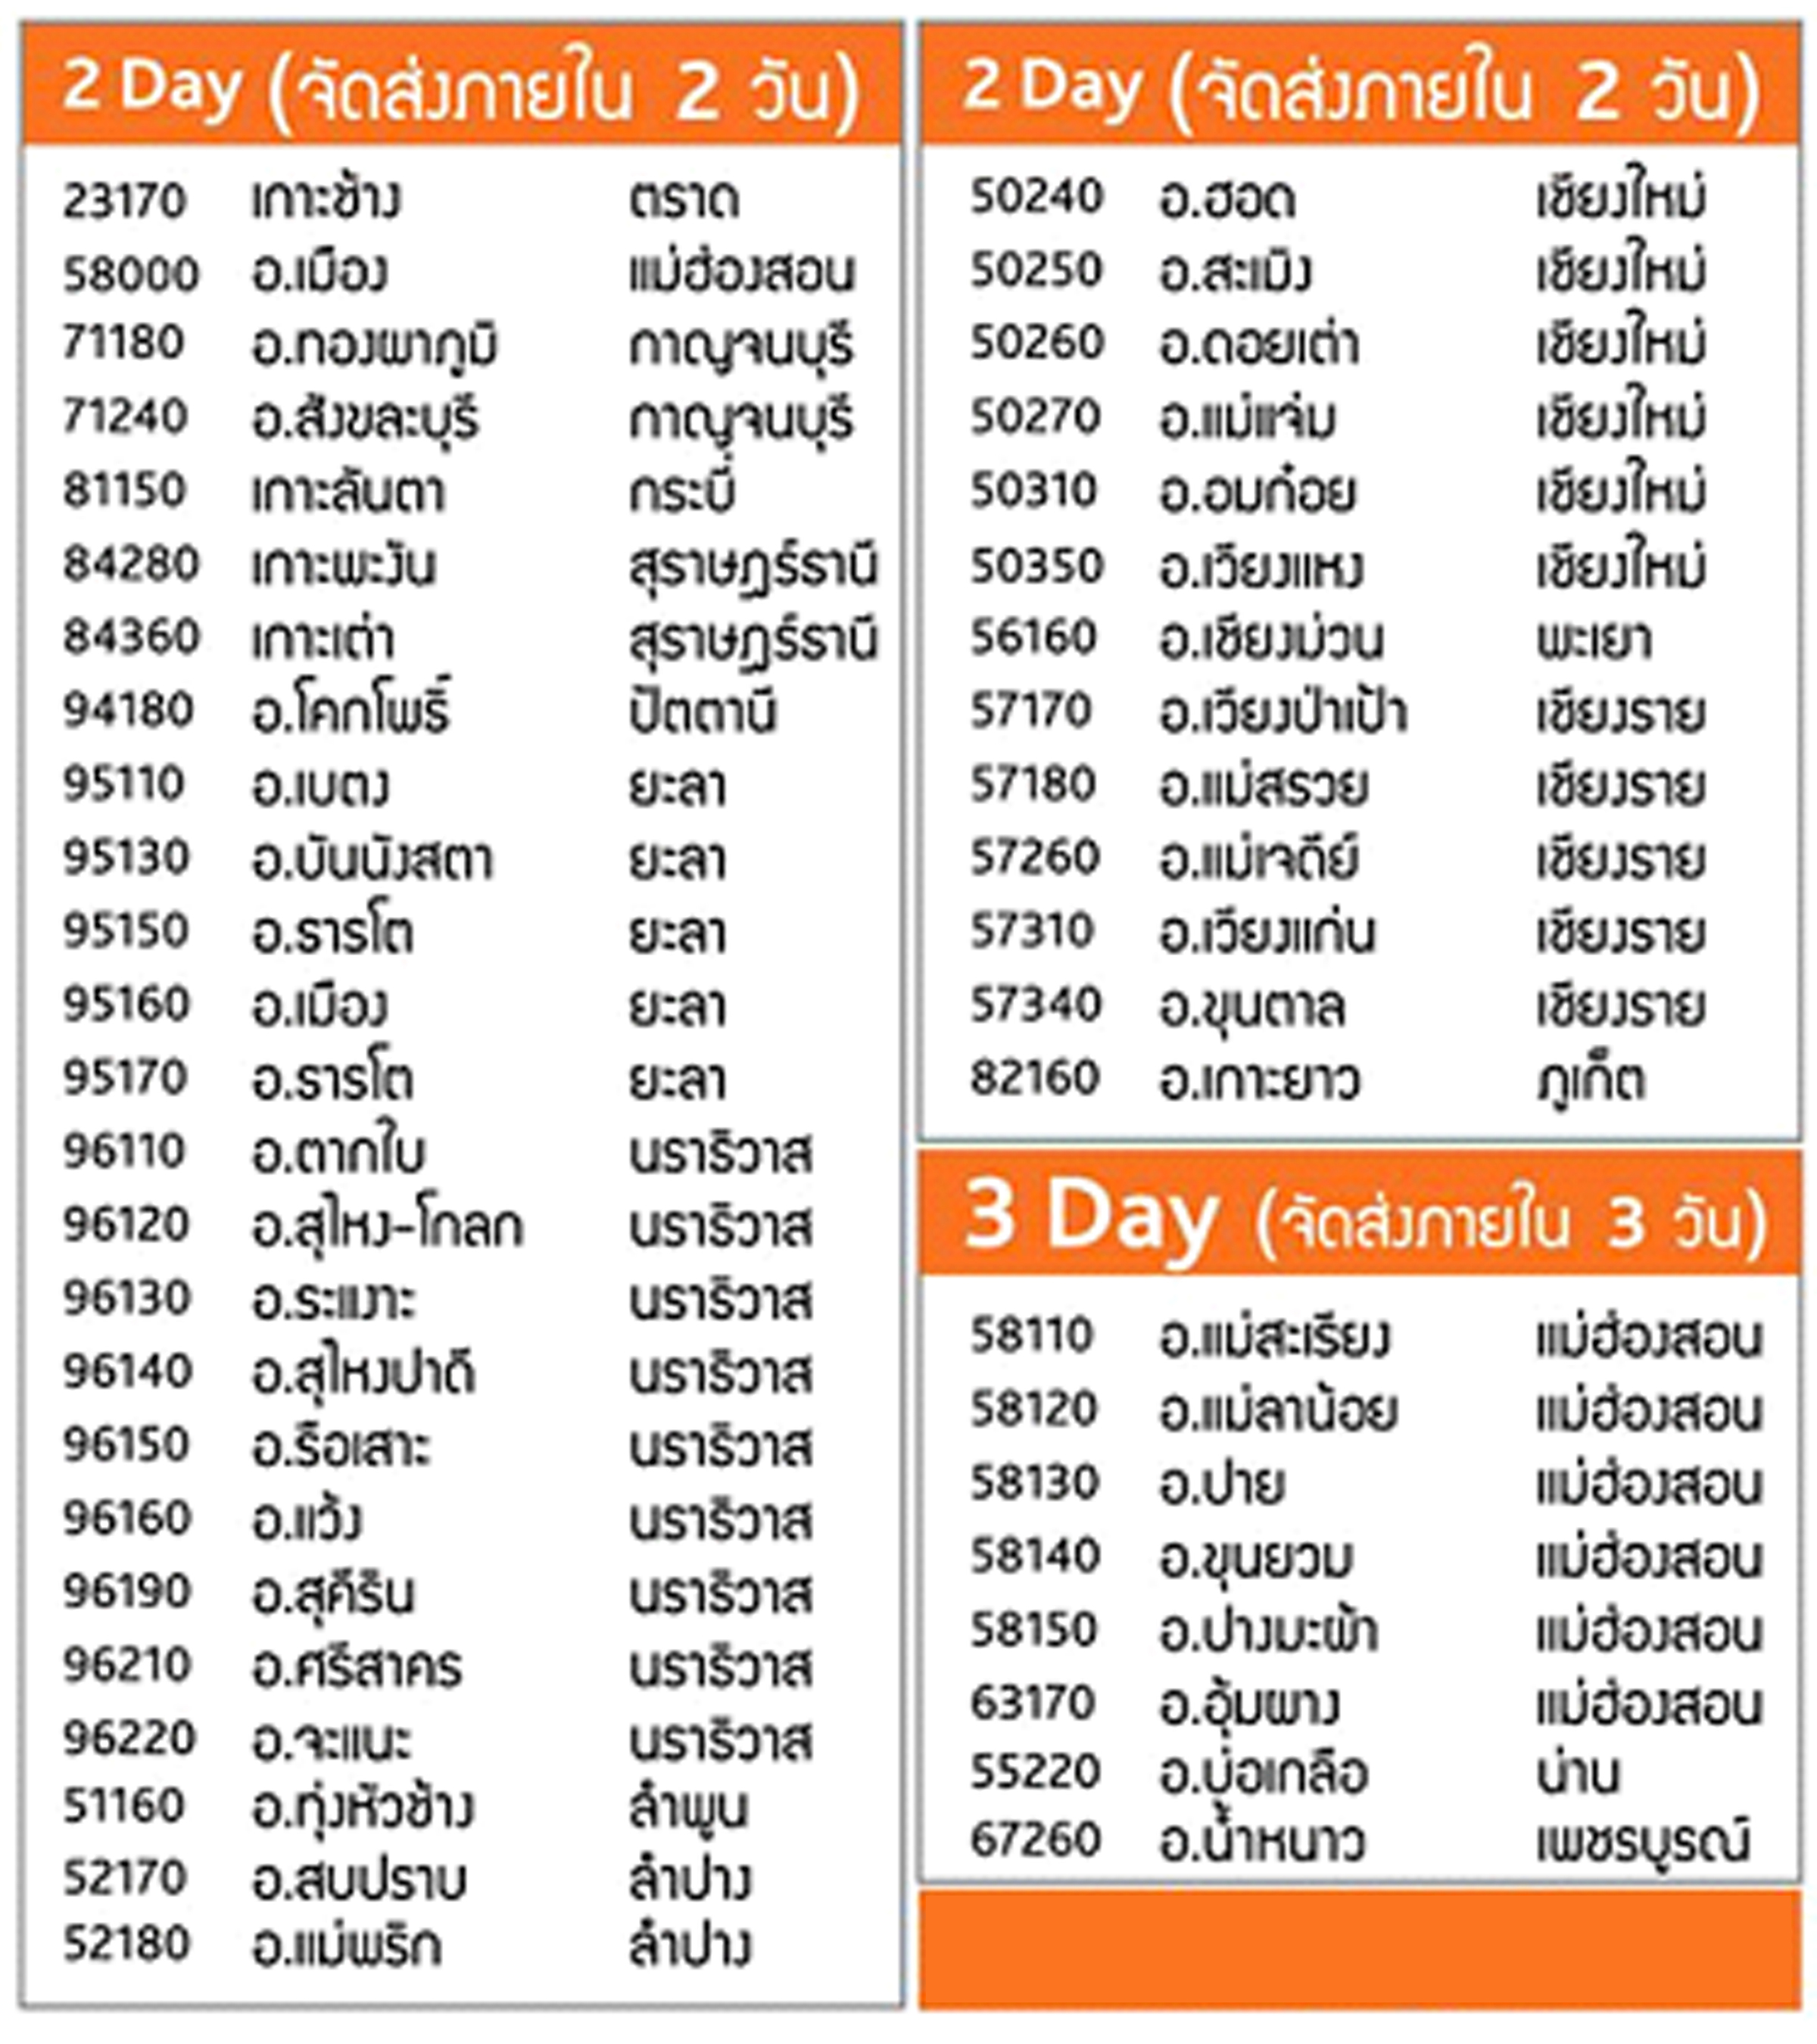 2 Day (จัดส่งภายใน 2 วัน)
23170 เกาะช้าง ตราด
58000 อ.เมือง แม่ฮ่องสอน
71180 อ.ทองผาภูมิ กาญจนบุรี
71240 อ.สังขละบุรี กาญจนบุรี
81150 เกาะลันตา กระบี่
84280 เกาะพะงัน สุราษฎร์ธานี
84360 เกาะเต่า สุราษฎร์ธานี
94180 อ.โคกโพธิ์ ปัตตานี
95110 อ.เบตง ยะลา
95130 อ.บันนังสตา ยะลา
95150 อ.ธารโต ยะลา
95160 อ.เมือง ยะลา
95170 อ.ธารโต ยะลา
96110 อ.ตากใบ นราธิวาส
96120 อ.สุไหง-โกลก นราธิวาส
96130 อ.ระแงาะ นราธิวาส
96140 อ.สุไหงปาดี นราธิวาส
96150 อ.รือเสาะ นราธิวาส
96160 อ.แว้ง นราธิวาส
96190 อ.สุคิริน นราธิวาส
96210 อ.ศรีสาคร นราธิวาส
96220 อ.จะแนะ นราธิวาส
51160 อ.ทุ่งหัวช้าง ลำพูน
52170 อ.สบปราบ ลำปาง
52180 อ.แม่พริก ลำปาง
2 Day (จัดส่งภายใน 2 วัน)
50240 อ.ฮอด เชียงใหม่
50250 อ.สะเมิง เชียงใหม่
50260 อ.ดอยเต่า เชียงใหม่
50270 อ.แม่แจ่ม เชียงใหม่
50310 อ.อมก๋อย เชียงใหม่
50350 อ.เวียงแหง เชียงใหม่
56160 อ.เชียงม่วน พะเยา
57170 อ.เวียงป่าเป้า เชียงราย
57180 อ.แม่สรวย เชียงราย
57260 อ.แม่เจดีย์ เชียงราย
57310 อ.เวียงแก่น เชียงราย
57340 อ.ขุนตาล เชียงราย
82160 อ.เกาะยาว ภูเก็ต
3 Day (จัดส่งภายใน 3 วัน)
58110 อ.แม่สะเรียง แม่ฮ่องสอน
58120 อ.แม่ลาน้อย แม่ฮ่องสอน
58130 อ.ปาย แม่ฮ่องสอน
58140 อ.ขุนยวม แม่ฮ่องสอน
58150 อ.ปางมะผ้า แม่ฮ่องสอน
63170 อ.อุ้มผาง แม่ฮ่องสอน
55220 อ.บ่อเกลือ น่าน
67260 อ.น้ำหนาว เพชรบูรณ์